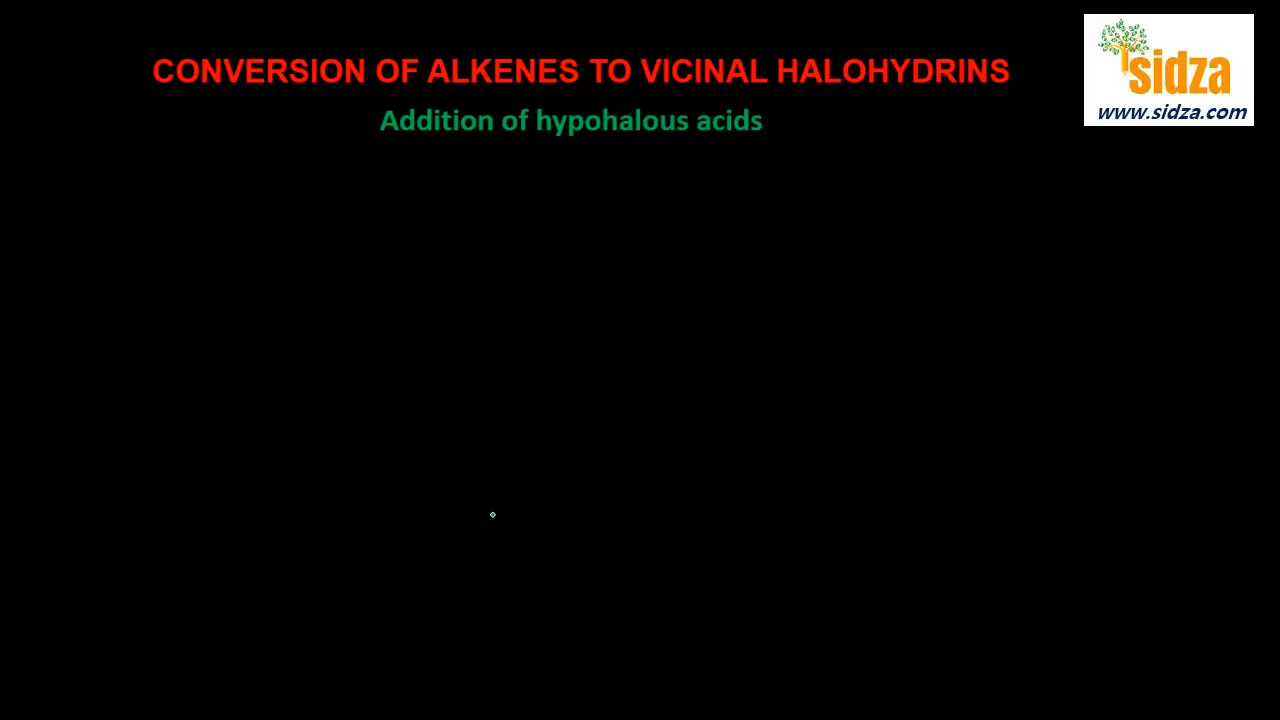 CONVERSION OF ALKENES TO VICINAL HALOHYDRINS
Addition of hypohalous acids
sidza
www.sidza.com